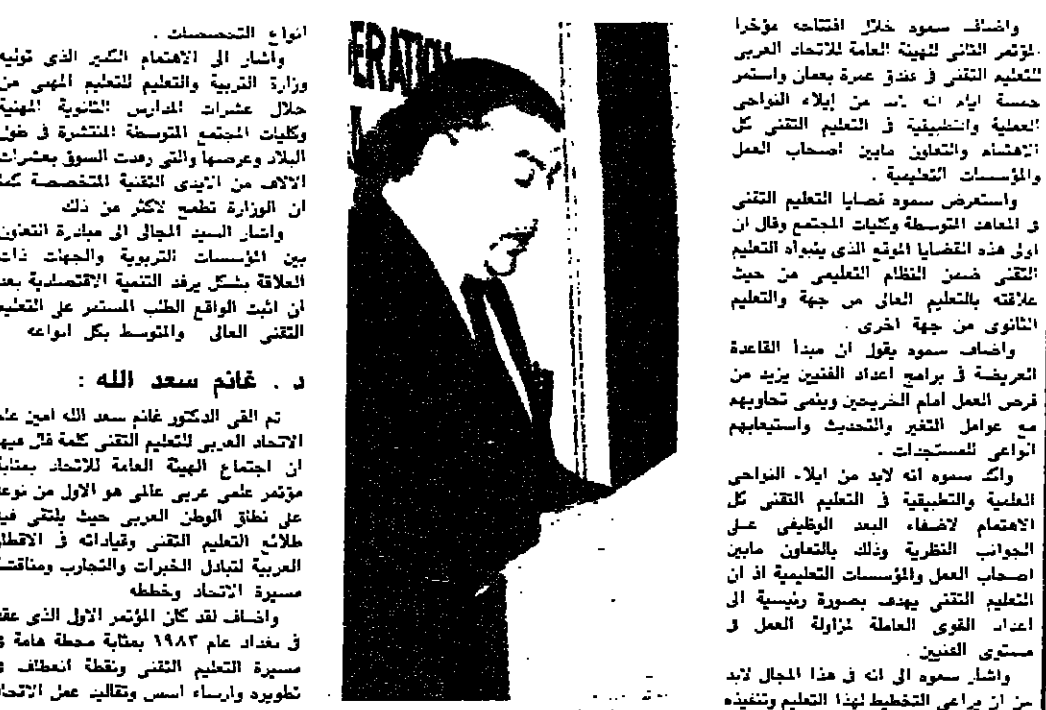 واضاف سموه خلال افتتاحه مؤخرا
المؤتمر الثاني للهيئة العامة للاتحاد العربي
للتعليم التقني في فندق عمرة بعمان واستمر
خمسة ايام انه لابد من إيلاء النواحي
العملية والتطبيقية في التعليم التقني كل
الاهتمام والتعاون مابين اصحاب العمل
والمؤسسات التعليمية .
واستعرض سموه قضايا التعليم التقني
في المعاهد المتوسطة وكليات المجتمع وقال ان
اولى هذه القضايا الموقع الذي يتبوأه التعليم
التقني ضمن النظام التعليمي من حيث
علاقته بالتعليم العالي من جهة والتعليم
الثانوي من جهة اخرى .
واضاف سموه يقول ان مبدأ القاعدة
العريضة في برامج اعداد الفنيين يزيد من
فرص العمل امام الخريجين وينمي تجاوبهم
مع عوامل التغير والتحديث واستيعابهم
الواعي للمستجدات .
واكد سموه انه لابد من ايلاء النواحي
العلمية والتطبيقية في التعليم التقني كل
الاهتمام لاضفاء البعد الوظيفي على
الجوانب النظرية وذلك بالتعاون مابين
اصحاب العمل والمؤسسات التعليمية اذ ان
التعليم التقني يهدف بصورة رئيسية الى
اعداد القوى العاملة لمزاولة العمل في
مستوى الفنيين .
واشار سموه الى انه في هذا المجال لابد
من ان يراعي التخطيط لهذا التعليم وتنفيذه
ERATION
انواع التخصصات .
واشار الى الاهتمام الكبير الذي توليه
وزارة التربية والتعليم للتعليم المهني من
خلال عشرات المدارس الثانوية المهنية
وكليات المجتمع المتوسطة المنتشرة في طول
البلاد وعرضها والتي رفدت السوق بعشرات
الالاف من الايدي التقنية المتخصصة كما
ان الوزارة تطمح لاكثر من ذلك
واشار السيد المجالي الى مبادرة التعاون
بين المؤسسات التربوية والجهات ذات
العلاقة بشكل يرفد التنمية الاقتصادية بعد
ان اثبت الواقع الطلب المستمر على التعليم
التقني العالي والمتوسط بكل انواعه
د . غانم سعد الله :
ثم القى الدكتور غانم سعد الله امين عام
الاتحاد العربي للتعليم التقني كلمة قال فيها
ان اجتماع الهيئة العامة للاتحاد بمثابة
مؤتمر علمي عربي عالي هو الاول من نوعه
على نطاق الوطن العربي حيث يلتقي فيه
طلائع التعليم التقني وقياداته في الاقطار
العربية لتبادل الخبرات والتجارب ومناقشة
مسيرة الاتحاد وخططه
واضاف لقد كان المؤتمر الاول الذي عقد
في بغداد عام ١٩٨٣ بمثابة محطة هامة في
مسيرة التعليم التقني ونقطة انعطاف في
تطويره وارساء اسس وتقاليد عمل الاتحاد